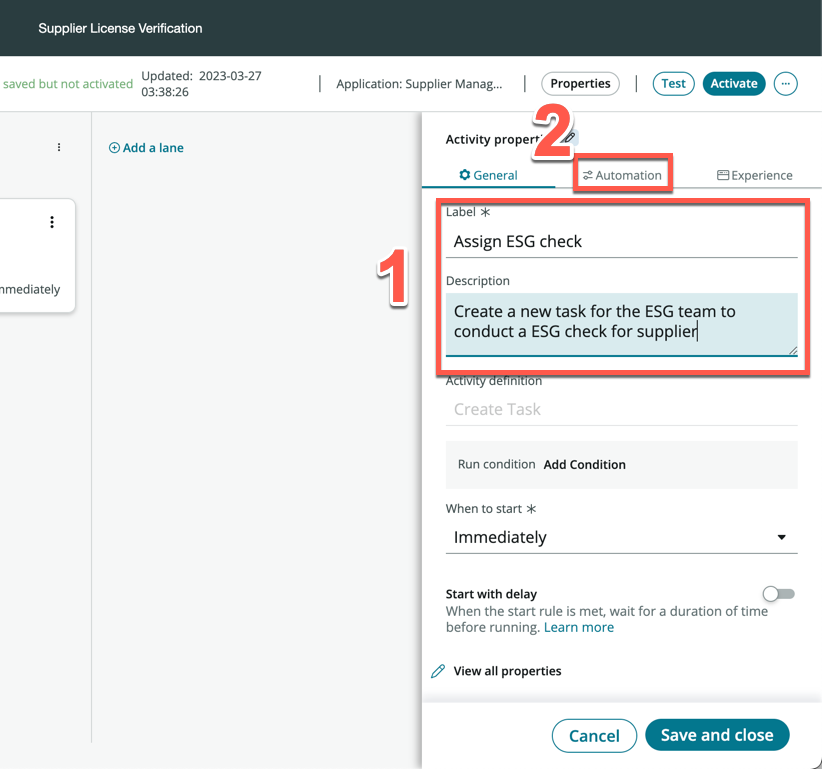 Supplier License Verification
saved but not activated
Updated: 2023-03-27
03:38:26
Application: Supplier Manag...
Properties
Test
Activate
Add a lane
mmediately
2
Activity propert
General
Automation
Experience
1
Label
Assign ESG check
Description
Create a new task for the ESG team to
conduct a ESG check for supplier
Activity definition
Create Task
Run condition Add Condition
When to start
Immediately
Start with delay
When the start rule is met, wait for a duration of time
before running. Learn more
View all properties
Cancel
Save and close